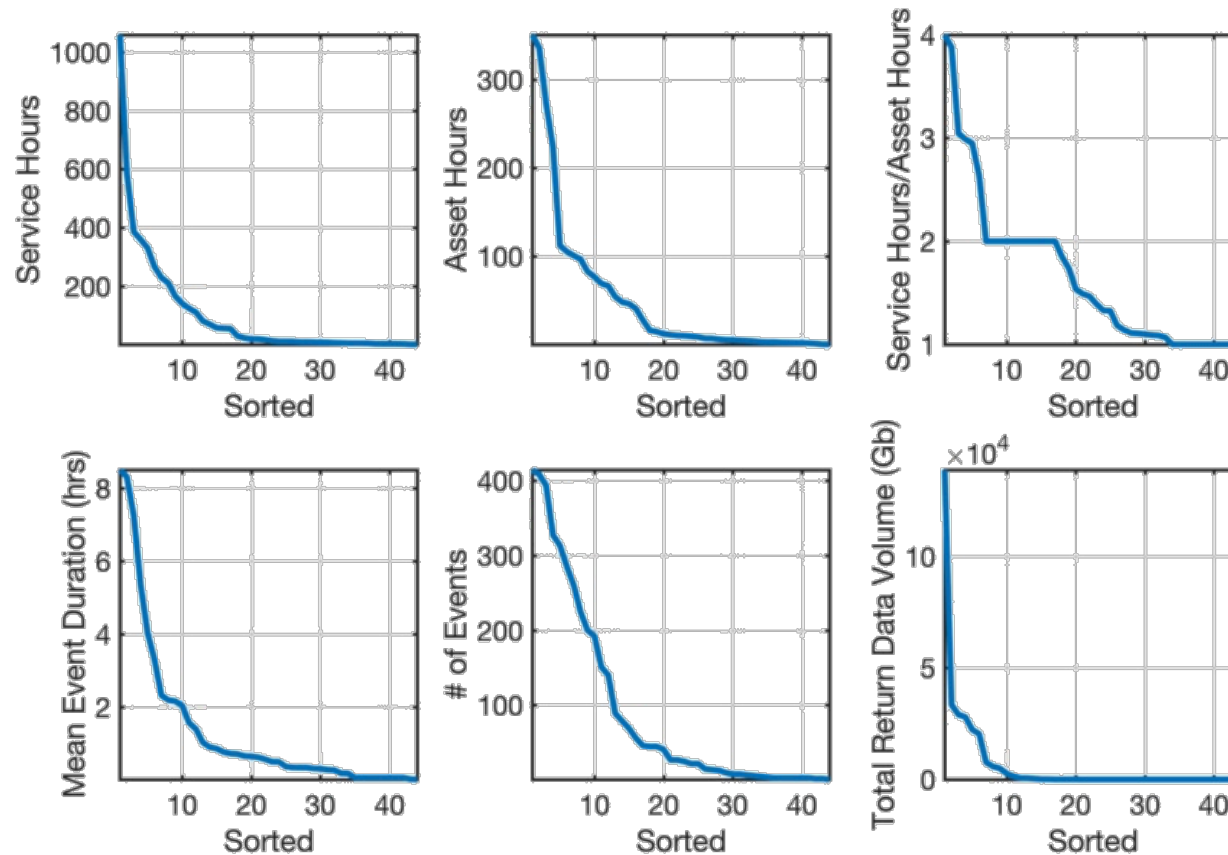 Service Hours
1000
800
600
400
200
10 20 30 40
Sorted
Asset Hours
300
200
100
10 20 30 40
Sorted
Service Hours/Asset Hours
4
3
2
1
10 20 30 40
Sorted
Mean Event Duration (hrs)
8
6
4
2
10 20 30 40
Sorted
# of Events
400
300
200
100
10 20 30 40
Sorted
Total Return Data Volume (Gb)
×10⁴
10
5
0
10 20 30 40
Sorted